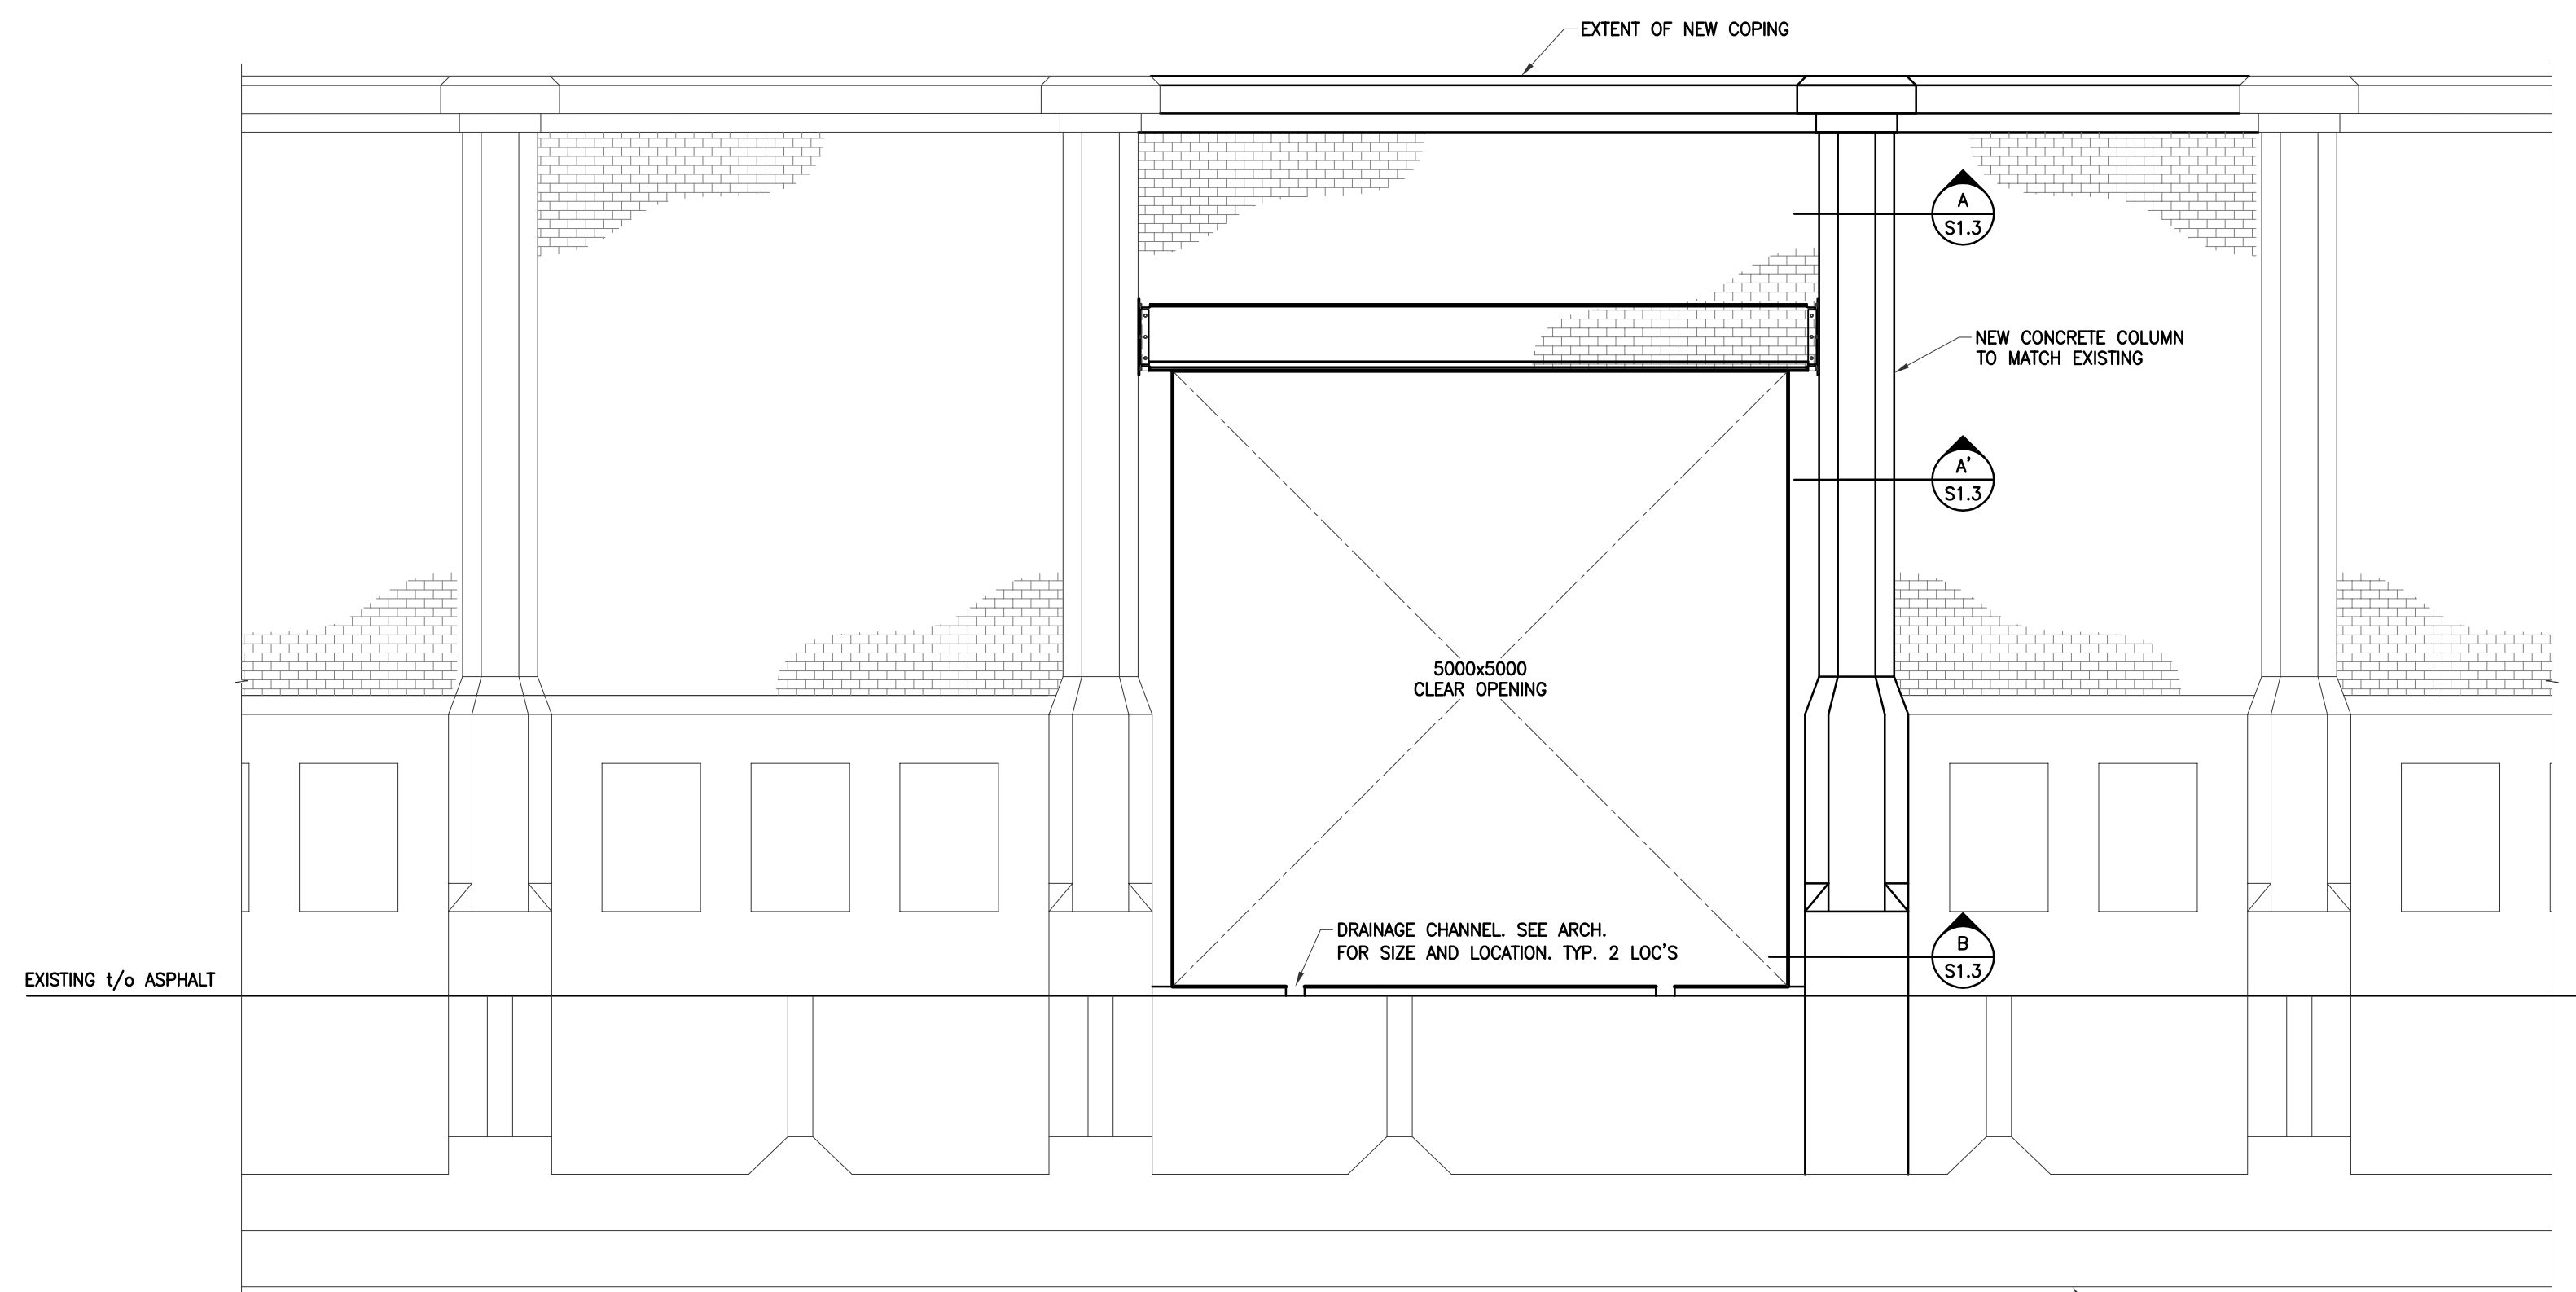 EXTENT OF NEW COPING
A
S1.3
NEW CONCRETE COLUMN
TO MATCH EXISTING
A'
S1.3
5000x5000
CLEAR OPENING
DRAINAGE CHANNEL. SEE ARCH.
FOR SIZE AND LOCATION. TYP. 2 LOC'S
B
S1.3
EXISTING t/o ASPHALT